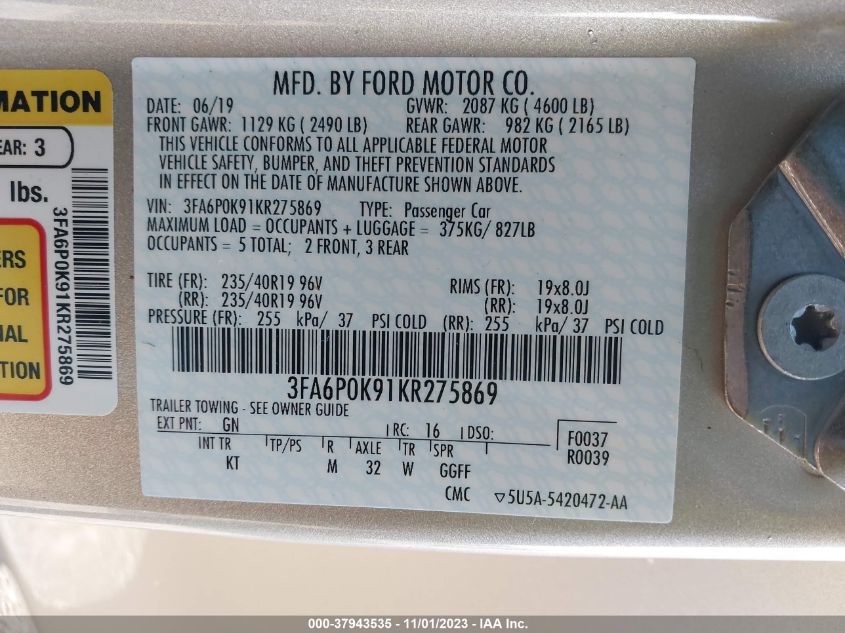 MATION
EAR: 3
lbs.
ERS
FOR
IAL
TION
3FA6P0K91KR275869
MFD. BY FORD MOTOR CO.
DATE: 06/19 GVWR: 2087 KG ( 4600 LB)
FRONT GAWR: 1129 KG ( 2490 LB) REAR GAWR: 982 KG ( 2165 LB)
THIS VEHICLE CONFORMS TO ALL APPLICABLE FEDERAL MOTOR
VEHICLE SAFETY, BUMPER, AND THEFT PREVENTION STANDARDS
IN EFFECT ON THE DATE OF MANUFACTURE SHOWN ABOVE.
VIN: 3FA6P0K91KR275869 TYPE: Passenger Car
MAXIMUM LOAD = OCCUPANTS + LUGGAGE = 375KG/ 827LB
OCCUPANTS = 5 TOTAL; 2 FRONT, 3 REAR
TIRE (FR): 235/40R19 96V RIMS (FR): 19x8.0J
(RR): 235/40R19 96V (RR): 19x8.0J
PRESSURE (FR): 255 kPa/ 37 PSI COLD (RR): 255 kPa/ 37 PSI COLD
3FA6P0K91KR275869
TRAILER TOWING - SEE OWNER GUIDE
EXT PNT: GN RC: 16 DSO: F0037
R0039
INT TR TP/PS R AXLE TR SPR
KT M 32 W GGFF
CMC ▽5U5A-5420472-AA
000-37943535 - 11/01/2023 - IAA Inc.